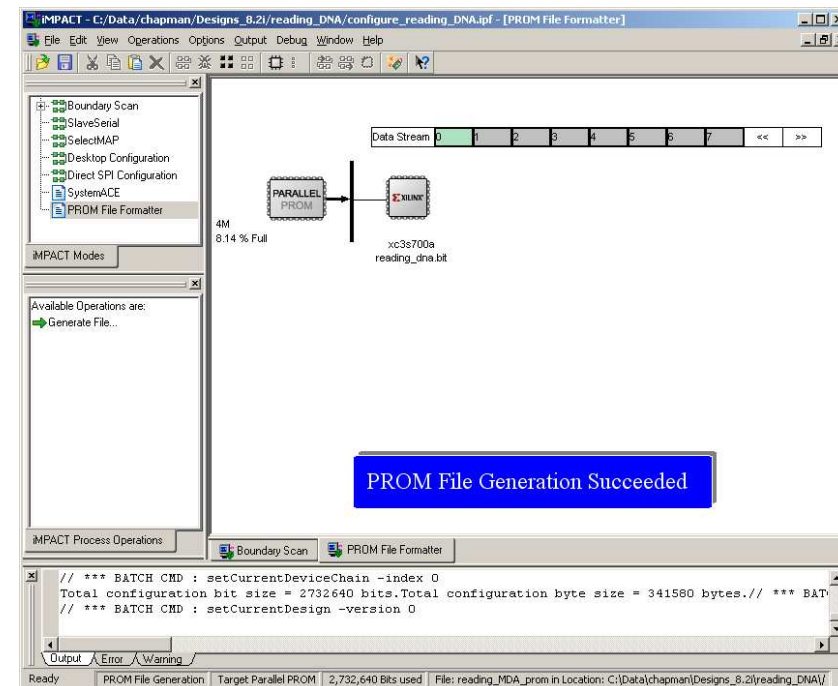 iMPACT - C:/Data/chapman/Designs_8.2i/reading_DNA/configure_reading_DNA.ipf - [PROM File Formatter]
File Edit View Operations Options Output Debug Window Help
Boundary Scan
SlaveSerial
SelectMAP
Desktop Configuration
Direct SPI Configuration
SystemACE
PROM File Formatter
iMPACT Modes
Available Operations are:
Generate File...
iMPACT Process Operations
Data Stream 0 1 2 3 4 5 6 7 << >>
PARALLEL
PROM
XILINX
4M
8.14 % Full
xc3s700a
reading_dna.bit
PROM File Generation Succeeded
Boundary Scan PROM File Formatter
// *** BATCH CMD : setCurrentDeviceChain -index 0
Total configuration bit size = 2732640 bits.Total configuration byte size = 341580 bytes.// *** BAT
// *** BATCH CMD : setCurrentDesign -version 0
Output Error Warning
Ready PROM File Generation Target Parallel PROM 2,732,640 Bits used File: reading_MDA_prom in Location: C:\Data\chapman\Designs_8.2i\reading_DNA\/